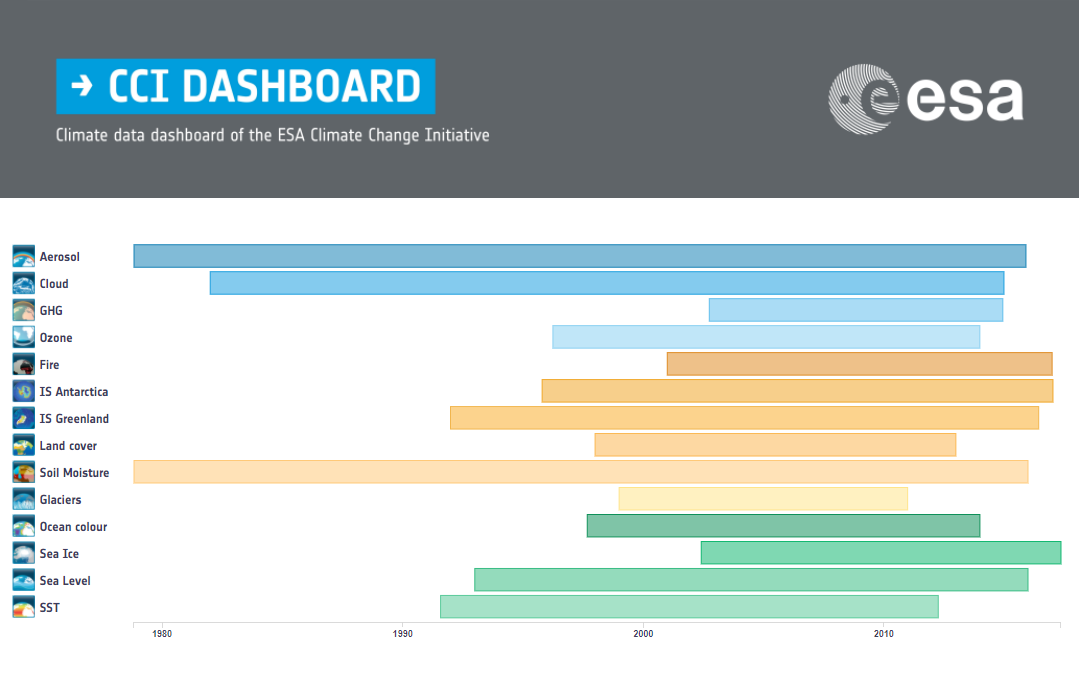 → CCI DASHBOARD
Climate data dashboard of the ESA Climate Change Initiative
esa
Aerosol
Cloud
GHG
Ozone
Fire
IS Antarctica
IS Greenland
Land cover
Soil Moisture
Glaciers
Ocean colour
Sea Ice
Sea Level
SST
1980 1990 2000 2010